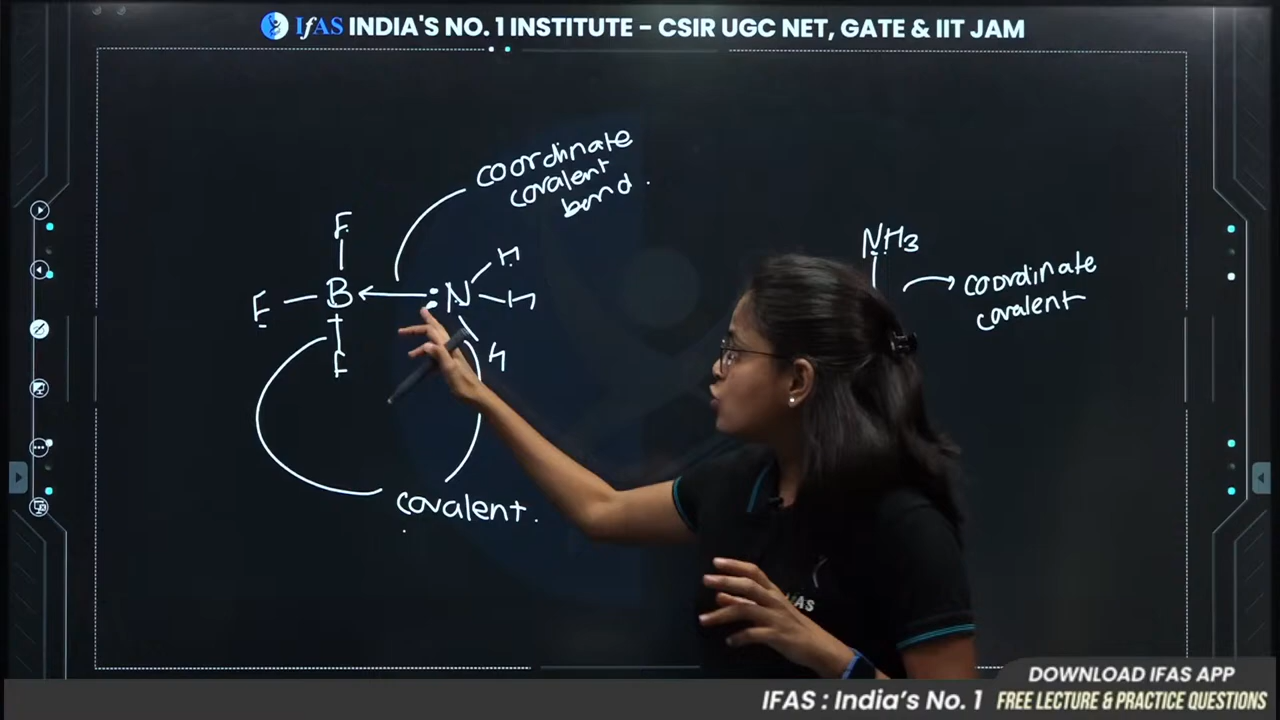 IfAS INDIA'S NO. 1 INSTITUTE - CSIR UGC NET, GATE & IIT JAM
coordinate
covalent
bond.
F
F - B ← : N - H
H
F
H
covalent.
NH3
coordinate
covalent
IFAS
DOWNLOAD IFAS APP
IFAS : India's No. 1 FREE LECTURE & PRACTICE QUESTIONS